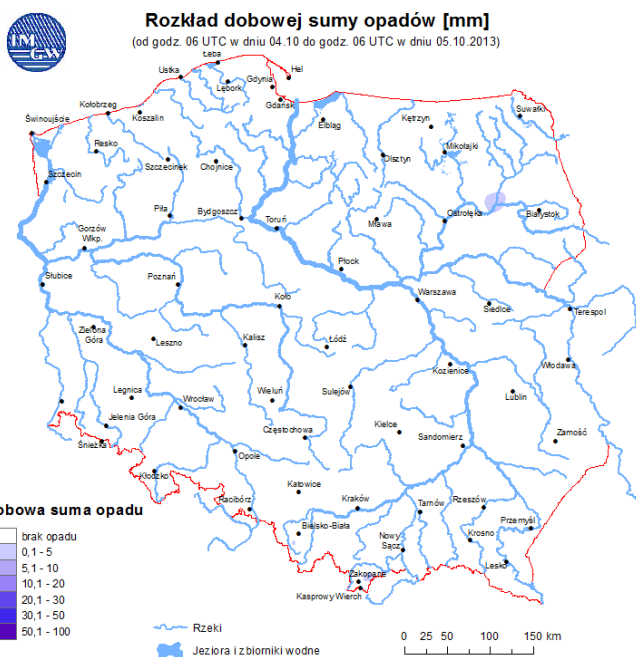 IM
GW
Rozkład dobowej sumy opadów [mm]
(od godz. 06 UTC w dniu 04.10 do godz. 06 UTC w dniu 05.10.2013)
Łeba
Ustka
Hel
Lębork
Gdynia
Gdańsk
Kołobrzeg
Koszalin
Świnoujście
Elbląg
Kętrzyn
Suwałki
Resko
Szczecinek
Chojnice
Olsztyn
Mikołajki
Szczecin
Piła
Bydgoszcz
Toruń
Mława
Ostrołęka
Białystok
Gorzów
Wlkp.
Płock
Słubice
Poznań
Koło
Warszawa
Siedlce
Terespol
Zielona
Góra
Leszno
Kalisz
Łódź
Kozienice
Włodawa
Legnica
Wrocław
Wieluń
Sulejów
Lublin
Jelenia Góra
Śnieżka
Częstochowa
Kielce
Sandomierz
Zamość
Opole
Kłodzko
Katowice
Racibórz
Kraków
Tarnów
Rzeszów
Przemyśl
Bielsko-Biała
Nowy
Sącz
Krosno
Lesko
Zakopane
Kasprowy Wierch
obowa suma opadu
brak opadu
0,1 - 5
5,1 - 10
10,1 - 20
20,1 - 30
30,1 - 50
50,1 - 100
Rzeki
Jeziora i zbiorniki wodne
0 25 50 100 150 km